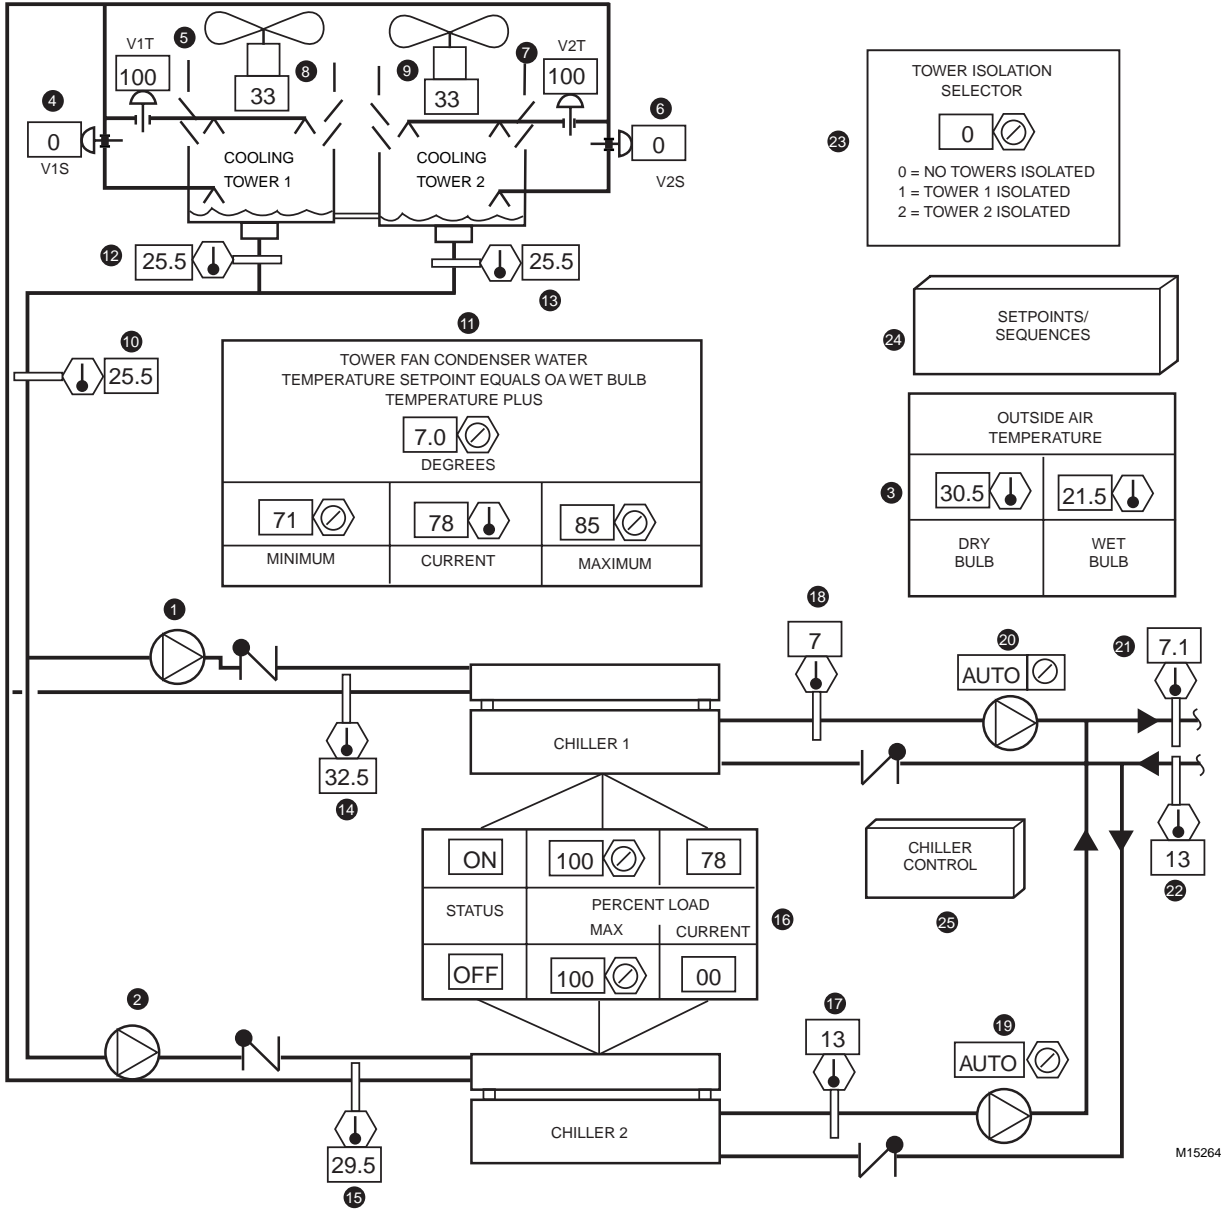 V1T
5
100
8
33
9
33
7
V2T
100
4
0
V1S
6
0
V2S
COOLING
TOWER 1
COOLING
TOWER 2
12
25.5
25.5
13
10
25.5
23
TOWER ISOLATION
SELECTOR
0
0 = NO TOWERS ISOLATED
1 = TOWER 1 ISOLATED
2 = TOWER 2 ISOLATED
24
SETPOINTS/
SEQUENCES
11
TOWER FAN CONDENSER WATER
TEMPERATURE SETPOINT EQUALS OA WET BULB
TEMPERATURE PLUS
7.0
DEGREES
71
78
85
MINIMUM
CURRENT
MAXIMUM
3
OUTSIDE AIR
TEMPERATURE
30.5
21.5
DRY
BULB
WET
BULB
1
18
7
20
AUTO
21
7.1
CHILLER 1
32.5
14
13
22
CHILLER
CONTROL
25
ON
100
78
STATUS
PERCENT LOAD
MAX
CURRENT
OFF
100
00
16
2
17
13
19
AUTO
CHILLER 2
29.5
15
M15264